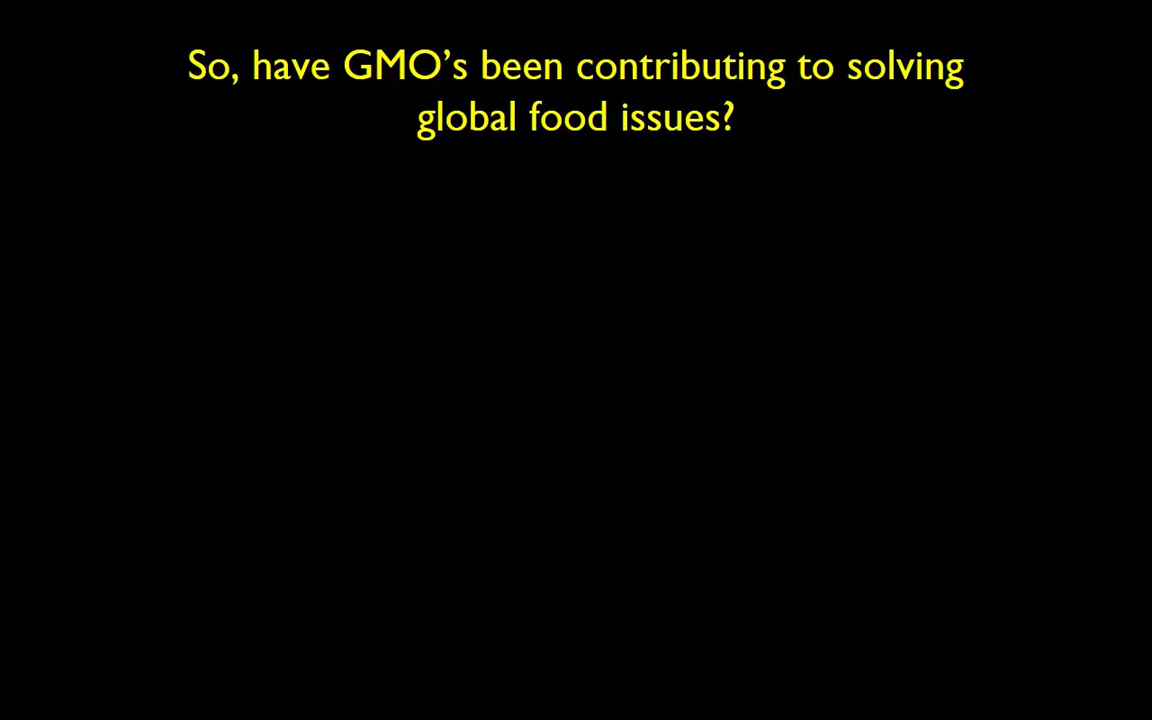 So, have GMO’s been contributing to solving
global food issues?